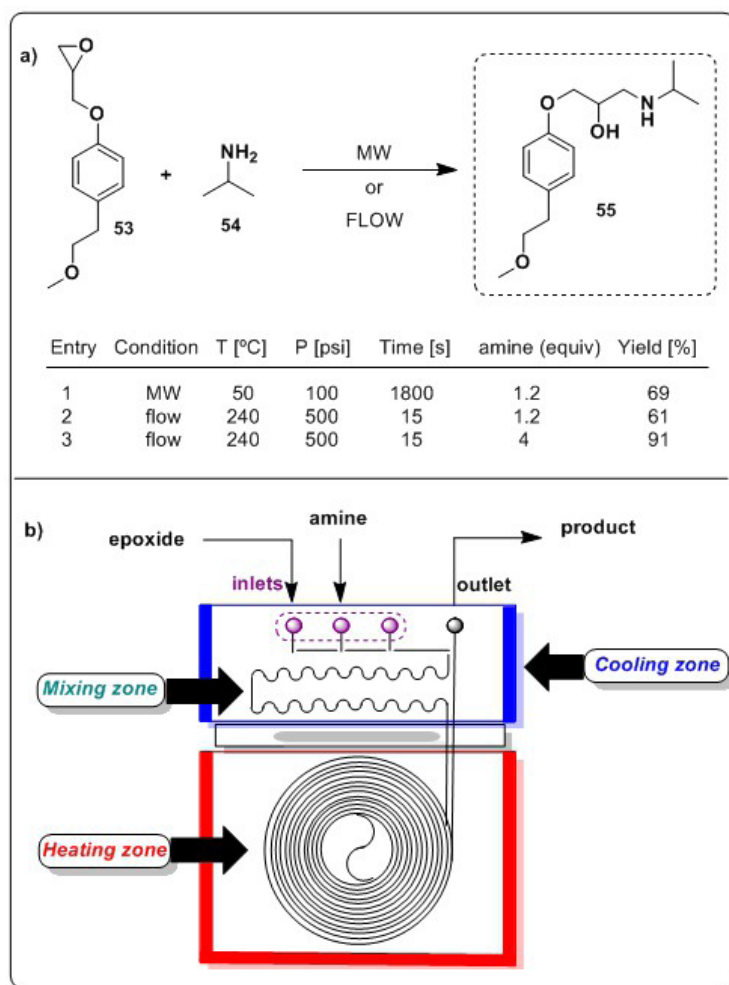 a)
O
O
53
O
+
NH2
54
MW
or
FLOW
O
OH
N
H
55
O
Entry Condition T [ºC] P [psi] Time [s] amine (equiv) Yield [%]
1 MW 50 100 1800 1.2 69
2 flow 240 500 15 1.2 61
3 flow 240 500 15 4 91
b)
epoxide
amine
product
inlets
outlet
Mixing zone
Cooling zone
Heating zone